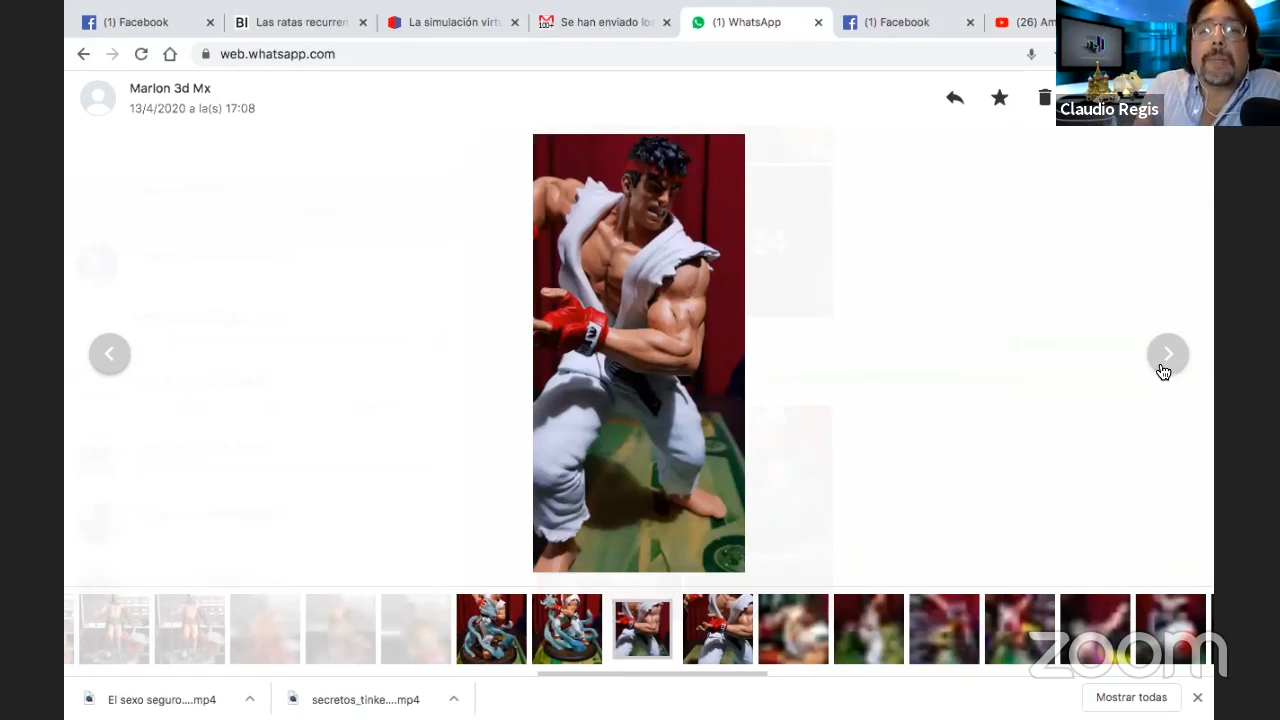 (1) Facebook
Las ratas recurren
La simulación virtu
Se han enviado lo
(1) WhatsApp
(1) Facebook
(26) Am
web.whatsapp.com
Marlon 3d Mx
13/4/2020 a la(s) 17:08
Claudio Regis
zoom
El sexo seguro....mp4
secretos_tinke....mp4
Mostrar todas